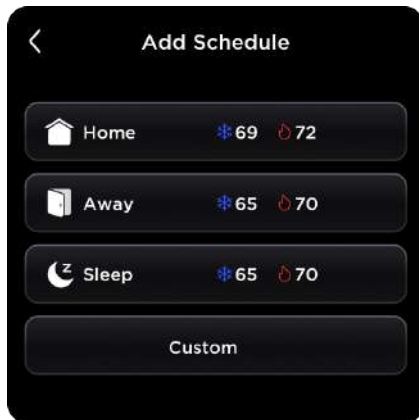 Add Schedule
Home 69 72
Away 65 70
Sleep 65 70
Custom